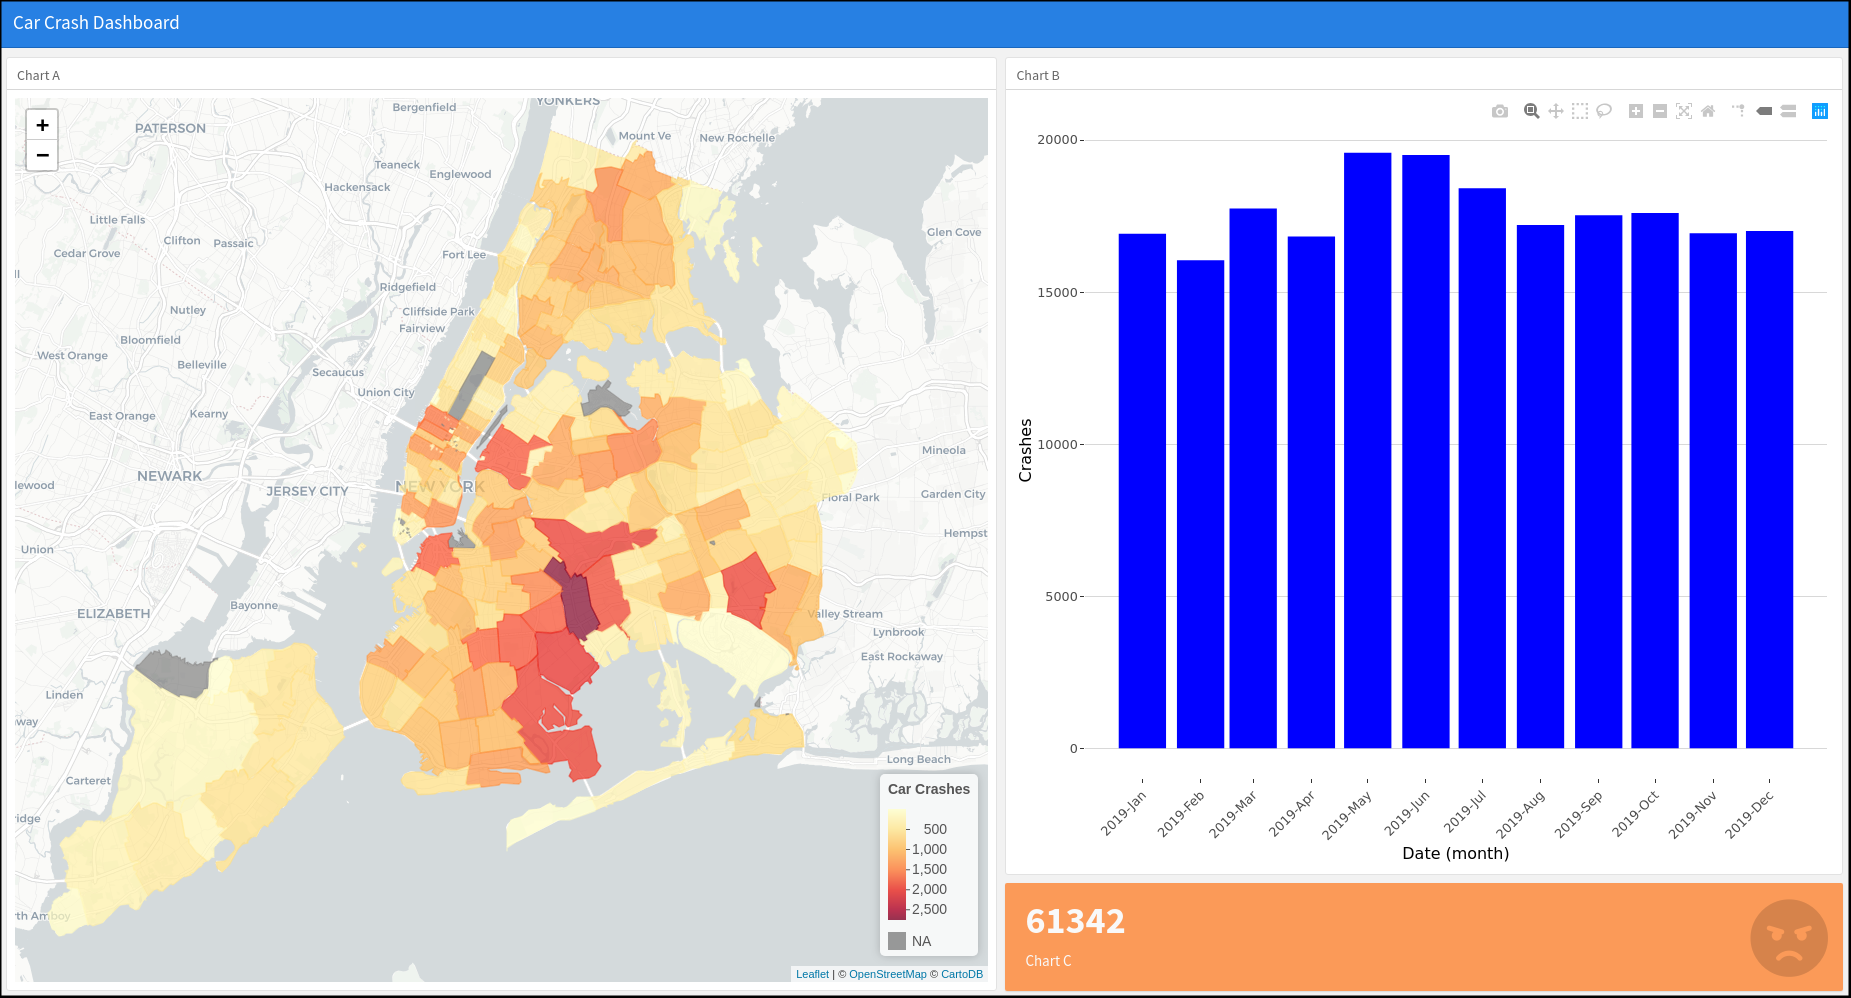 Car Crash Dashboard
Chart A
+
−
YONKERS
Bergenfield
PATERSON
Mount Ve
New Rochelle
Teaneck
Englewood
Hackensack
Little Falls
Clifton
Passaic
Glen Cove
Cedar Grove
Fort Lee
ll
Ridgefield
Nutley
Cliffside Park
Fairview
Bloomfield
West Orange
Belleville
Secaucus
Union City
East Orange
Kearny
Mineola
NEWARK
lewood
JERSEY CITY
NEW YORK
Floral Park
Garden City
Hempst
Union
Long B
ELIZABETH
Bayonne
Valley Stream
Lynbrook
East Rockaway
Linden
way
Long Beach
Carteret
ridge
th Amboy
Car Crashes
500
1,000
1,500
2,000
2,500
NA
Leaflet | © OpenStreetMap © CartoDB
Chart B
20000
15000
10000
5000
0
Crashes
2019-Jan
2019-Feb
2019-Mar
2019-Apr
2019-May
2019-Jun
2019-Jul
2019-Aug
2019-Sep
2019-Oct
2019-Nov
2019-Dec
Date (month)
61342
Chart C